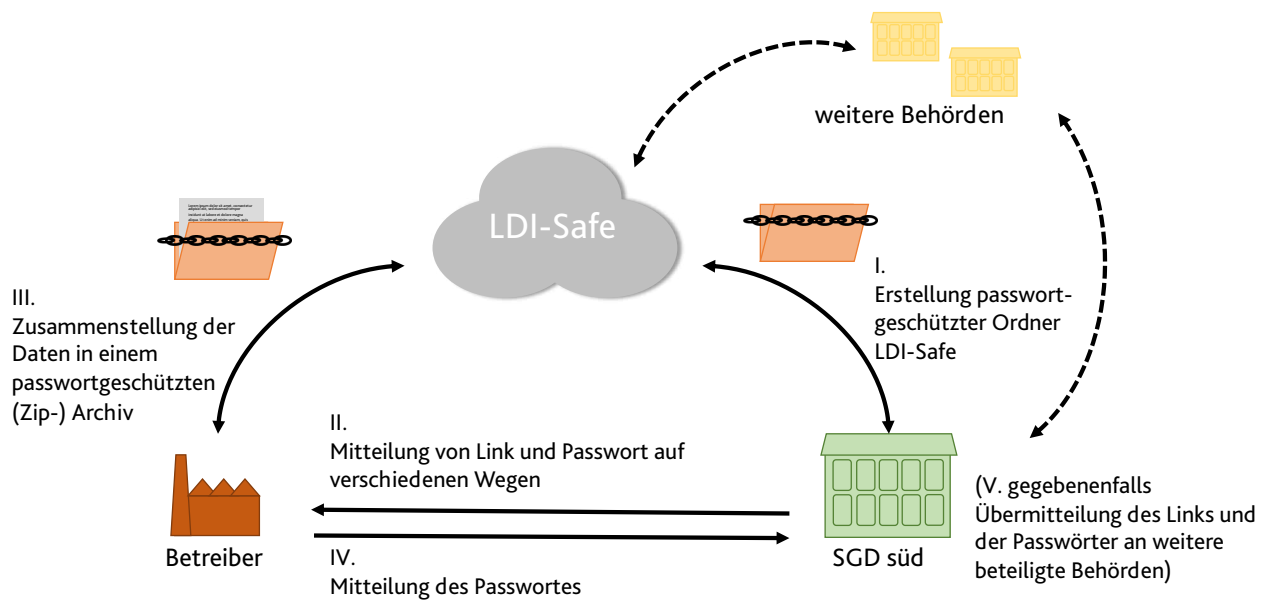 weitere Behörden
LDI-Safe
I.
Erstellung passwort-
geschützter Ordner
LDI-Safe
III.
Zusammenstellung der
Daten in einem
passwortgeschützten
(Zip-) Archiv
II.
Mitteilung von Link und Passwort auf
verschiedenen Wegen
Betreiber
IV.
Mitteilung des Passwortes
SGD süd
(V. gegebenenfalls
Übermitteilung des Links und
der Passwörter an weitere
beteiligte Behörden)